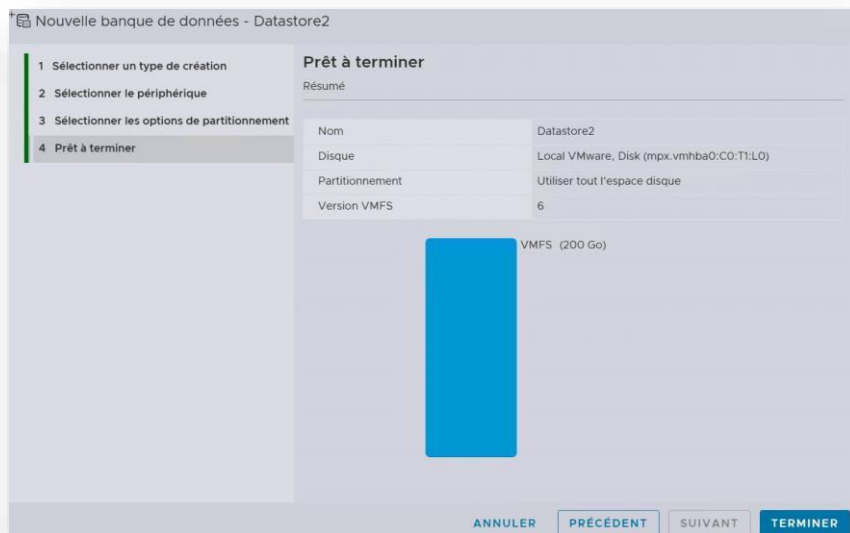 Nouvelle banque de données - Datastore2
1 Sélectionner un type de création
2 Sélectionner le périphérique
3 Sélectionner les options de partitionnement
4 Prêt à terminer
Prêt à terminer
Résumé
Nom Datastore2
Disque Local VMware, Disk (mpx.vmhba0:C0:T1:L0)
Partitionnement Utiliser tout l'espace disque
Version VMFS 6
VMFS (200 Go)
ANNULER PRÉCÉDENT SUIVANT TERMINER